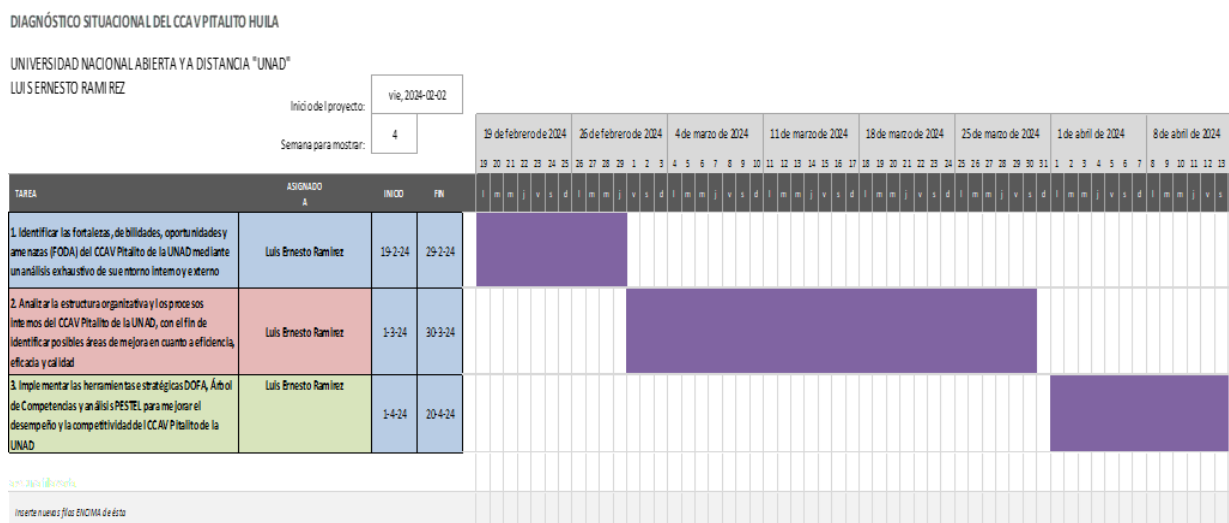 DIAGNÓSTICO SITUACIONAL DEL CCAV PITALITO HUILA
UNIVERSIDAD NACIONAL ABIERTA Y A DISTANCIA "UNAD"
LUIS ERNESTO RAMIREZ
Inicio del proyecto: vie, 2024-02-02
Semana para mostrar: 4
19 de febrero de 2024 26 de febrero de 2024 4 de marzo de 2024 11 de marzo de 2024 18 de marzo de 2024 25 de marzo de 2024 1 de abril de 2024 8 de abril de 2024
19 20 21 22 23 24 25 26 27 28 29 1 2 3 4 5 6 7 8 9 10 11 12 13 14 15 16 17 18 19 20 21 22 23 24 25 26 27 28 29 30 31 1 2 3 4 5 6 7 8 9 10 11 12 13
TAREA ASIGNADO A INICIO FIN l m m j v s d l m m j v s d l m m j v s d l m m j v s d l m m j v s d l m m j v s d l m m j v s d l m m j v s
1. Identificar las fortalezas, debilidades, oportunidades y
amenazas (FODA) del CCAV Pitalito de la UNAD mediante
un análisis exhaustivo de su entorno interno y externo
Luis Ernesto Ramirez 19-2-24 29-2-24
2. Analizar la estructura organizativa y los procesos
internos del CCAV Pitalito de la UNAD, con el fin de
identificar posibles áreas de mejora en cuanto a eficiencia,
eficacia y calidad
Luis Ernesto Ramirez 1-3-24 30-3-24
3. Implementar las herramientas estratégicas DOFA, Árbol
de Competencias y análisis PESTEL para mejorar el
desempeño y la competitividad del CCAV Pitalito de la
UNAD
Luis Ernesto Ramirez 1-4-24 20-4-24
Inserte nuevas filas ENCIMA de ésta